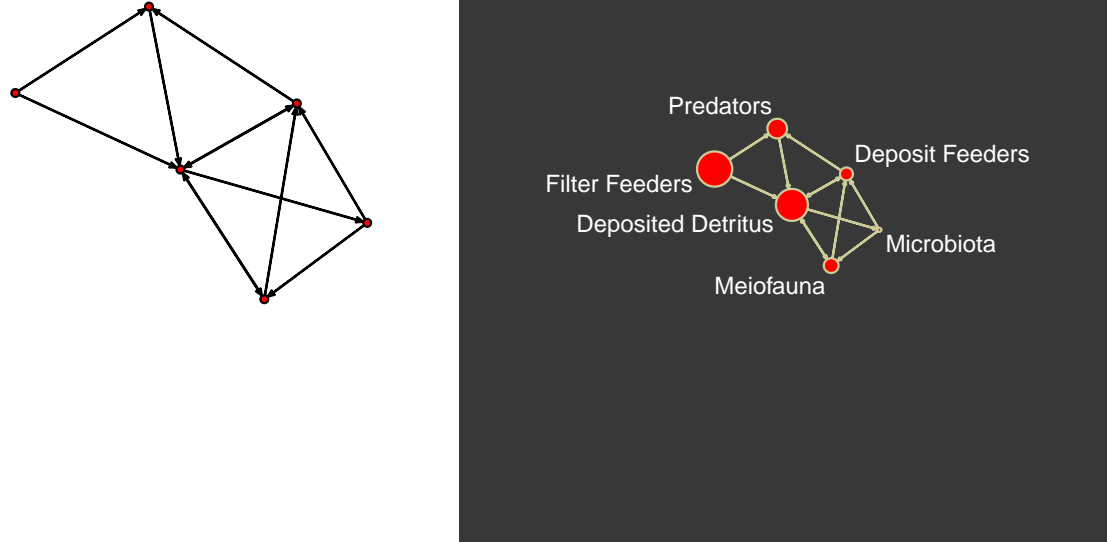 Predators
Deposit Feeders
Filter Feeders
Deposited Detritus
Microbiota
Meiofauna